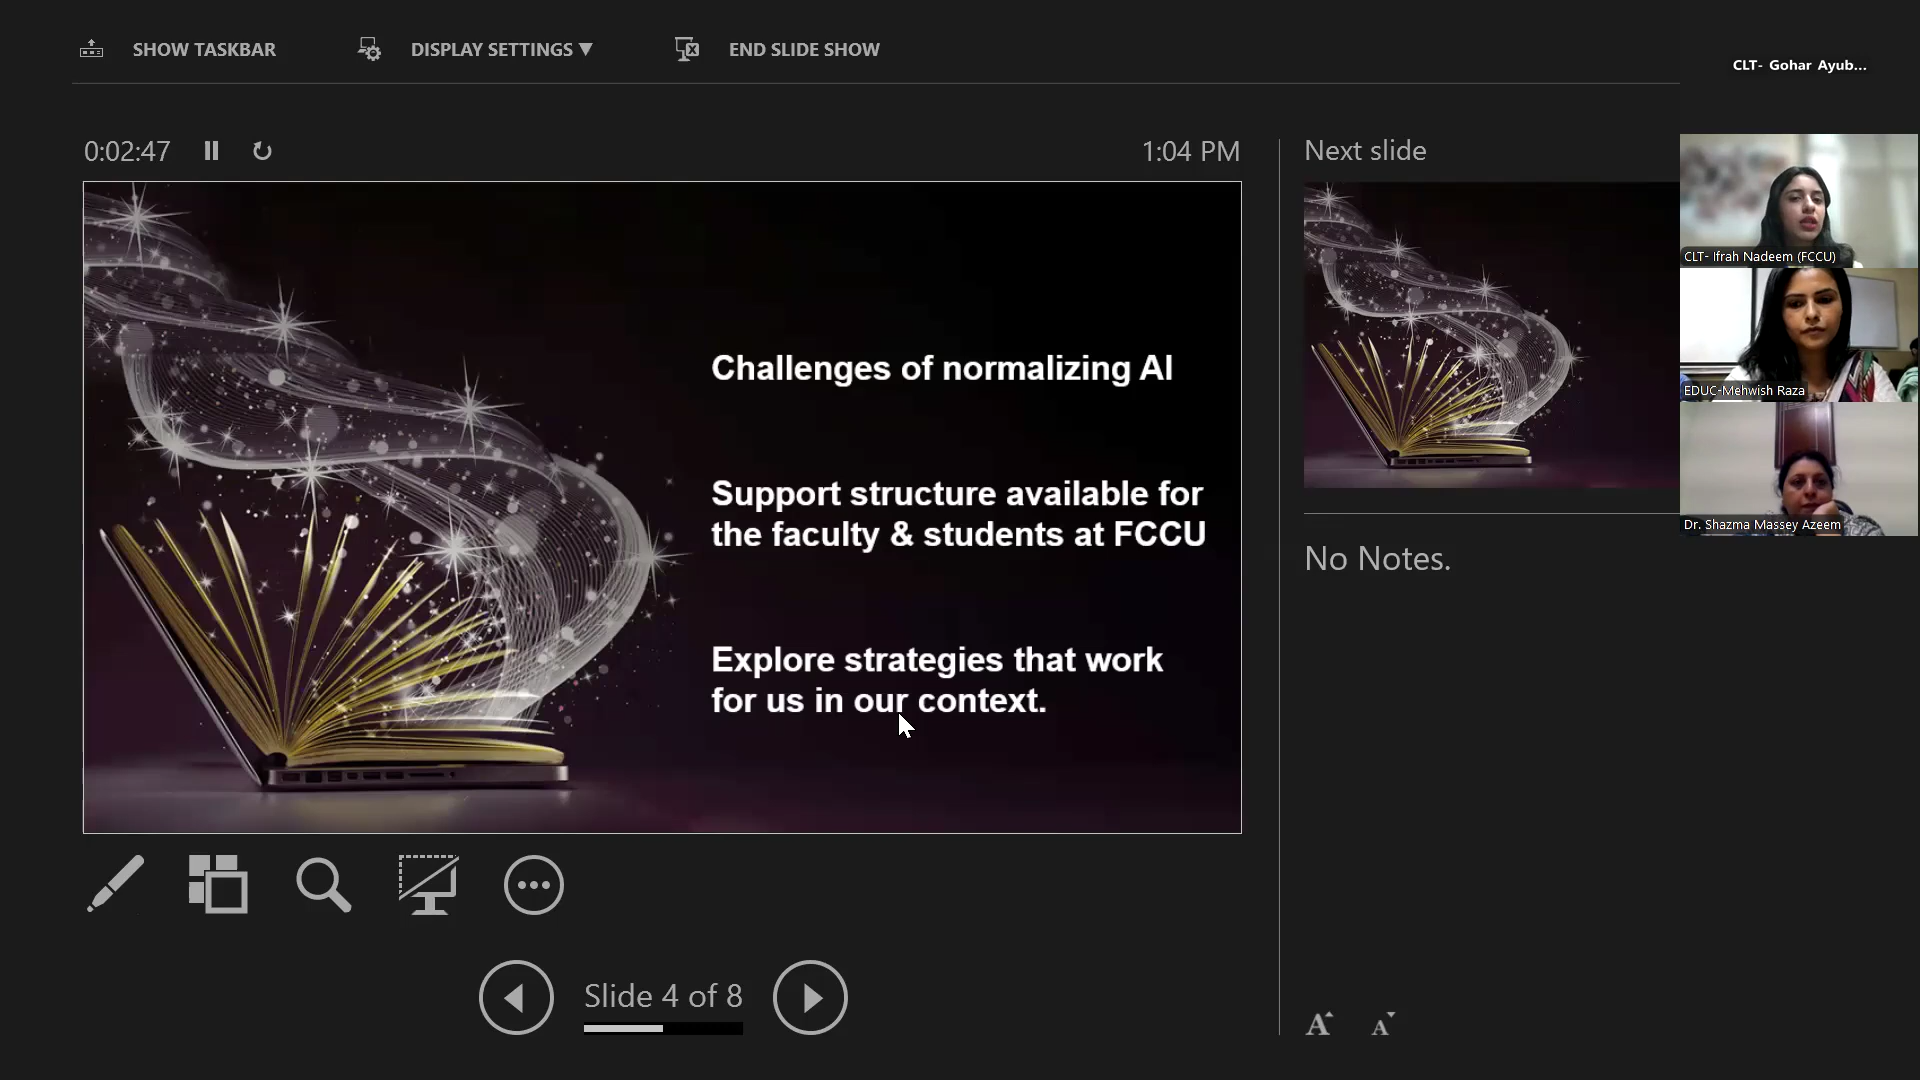 SHOW TASKBAR
DISPLAY SETTINGS ▼
END SLIDE SHOW
CLT- Gohar Ayub...
0:02:47
1:04 PM
Next slide
Challenges of normalizing AI
Support structure available for
the faculty & students at FCCU
Explore strategies that work
for us in our context.
CLT- Ifrah Nadeem (FCCU)
EDUC-Mehwish Raza
Dr. Shazma Massey Azeem
No Notes.
Slide 4 of 8
A
A